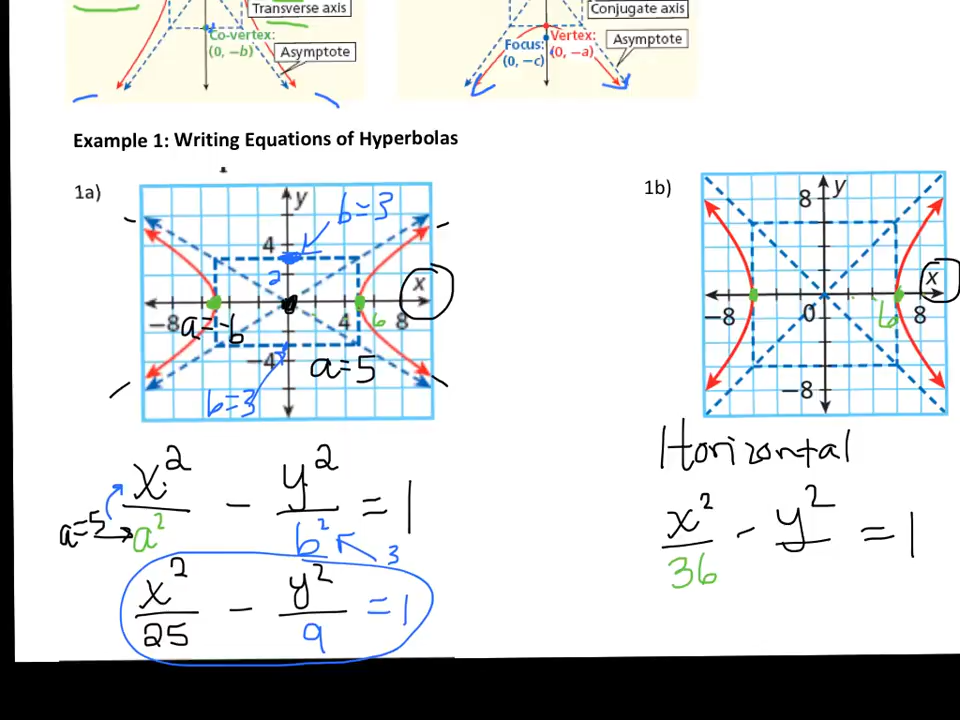 Transverse axis
Co-vertex:
(0, −b)
Asymptote
Conjugate axis
Focus:
(0, −c)
Vertex:
(0, −a)
Asymptote
Example 1: Writing Equations of Hyperbolas
1a)
y
b=3
4
2
x
−8
a=-6
4
6
8
−4
a=5
b=3
x² / a² − y² / b² = 1
a=5
3
x² / 25 − y² / 9 = 1
1b)
8
y
x
−8
0
6
8
−8
Horizontal
x² / 36 − y² = 1